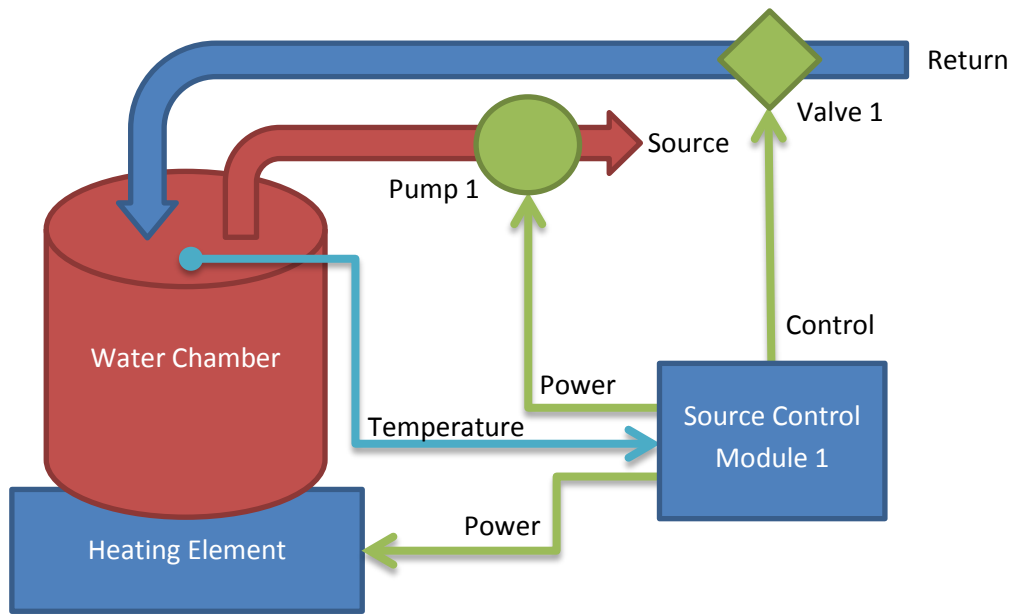 Return
Valve 1
Source
Pump 1
Control
Water Chamber
Power
Temperature
Source Control
Module 1
Power
Heating Element